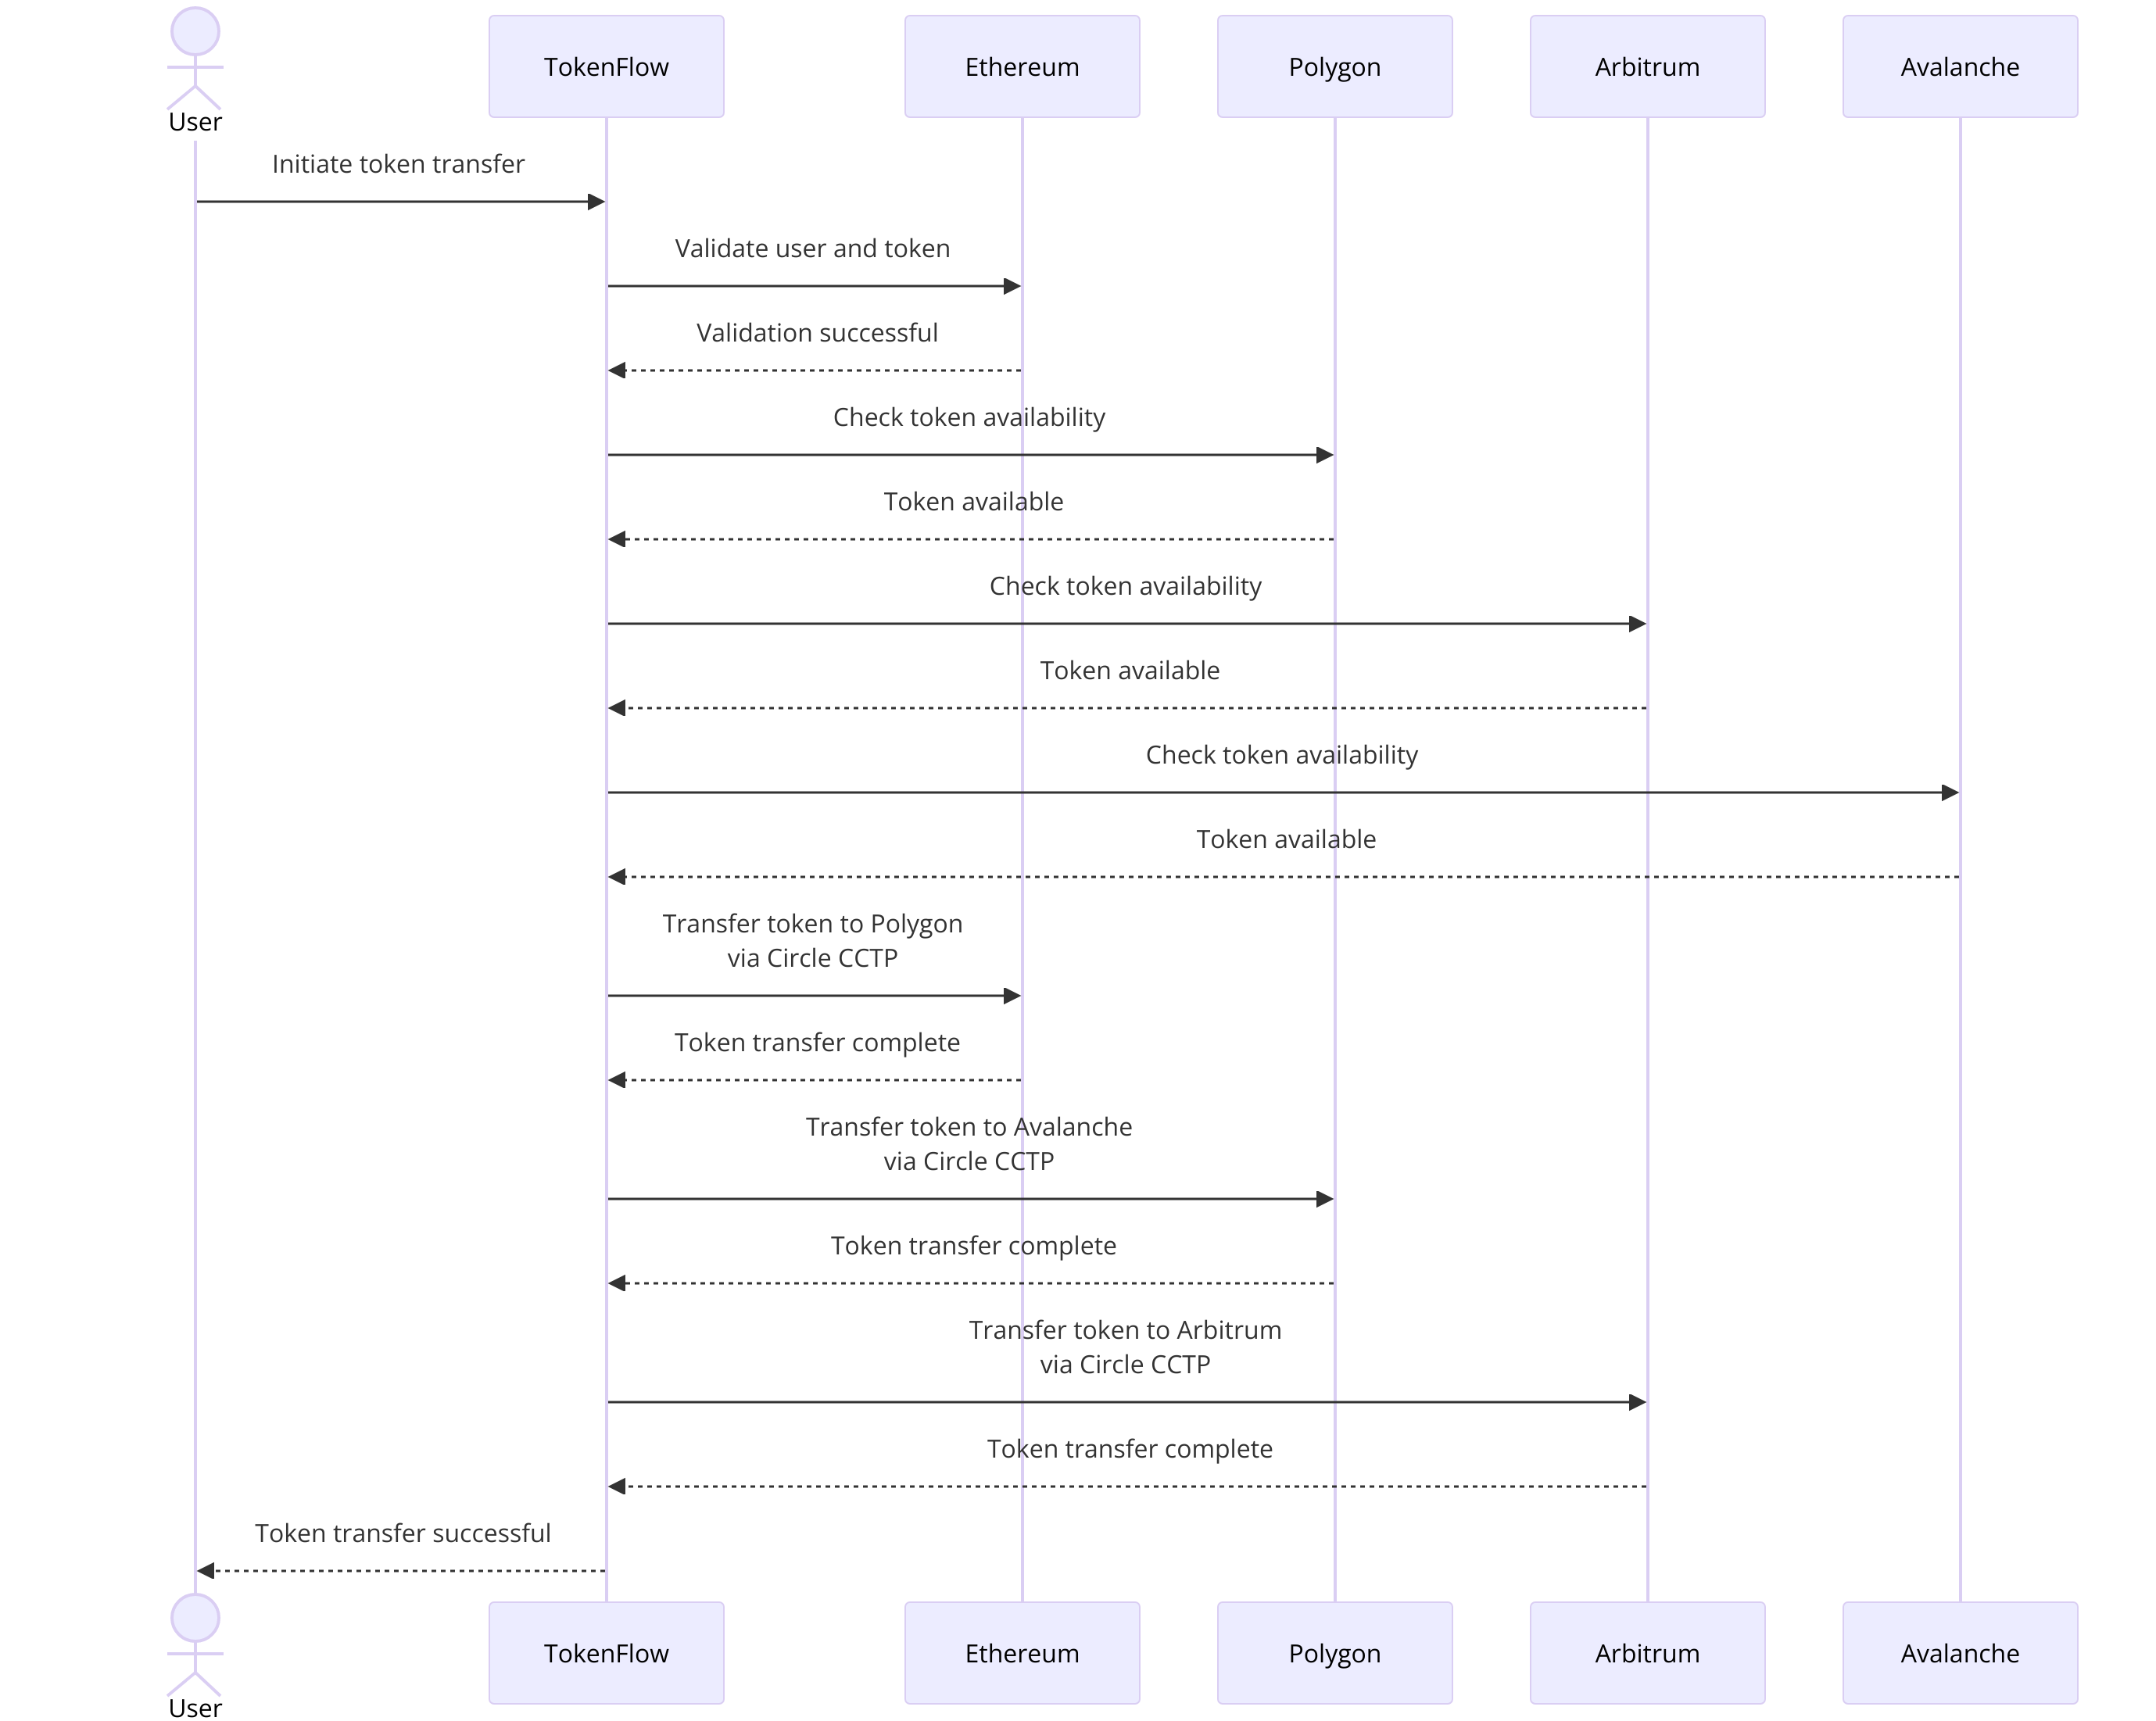 User
TokenFlow
Ethereum
Polygon
Arbitrum
Avalanche
Initiate token transfer
Validate user and token
Validation successful
Check token availability
Token available
Check token availability
Token available
Check token availability
Token available
Transfer token to Polygon
via Circle CCTP
Token transfer complete
Transfer token to Avalanche
via Circle CCTP
Token transfer complete
Transfer token to Arbitrum
via Circle CCTP
Token transfer complete
Token transfer successful
User
TokenFlow
Ethereum
Polygon
Arbitrum
Avalanche